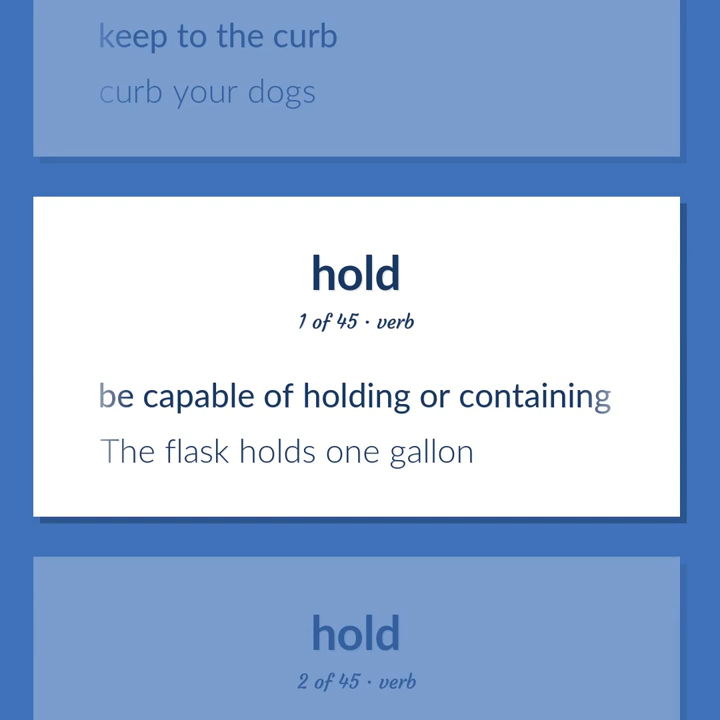 keep to the curb
curb your dogs
hold
1 of 45 · verb
be capable of holding or containing
The flask holds one gallon
hold
2 of 45 · verb